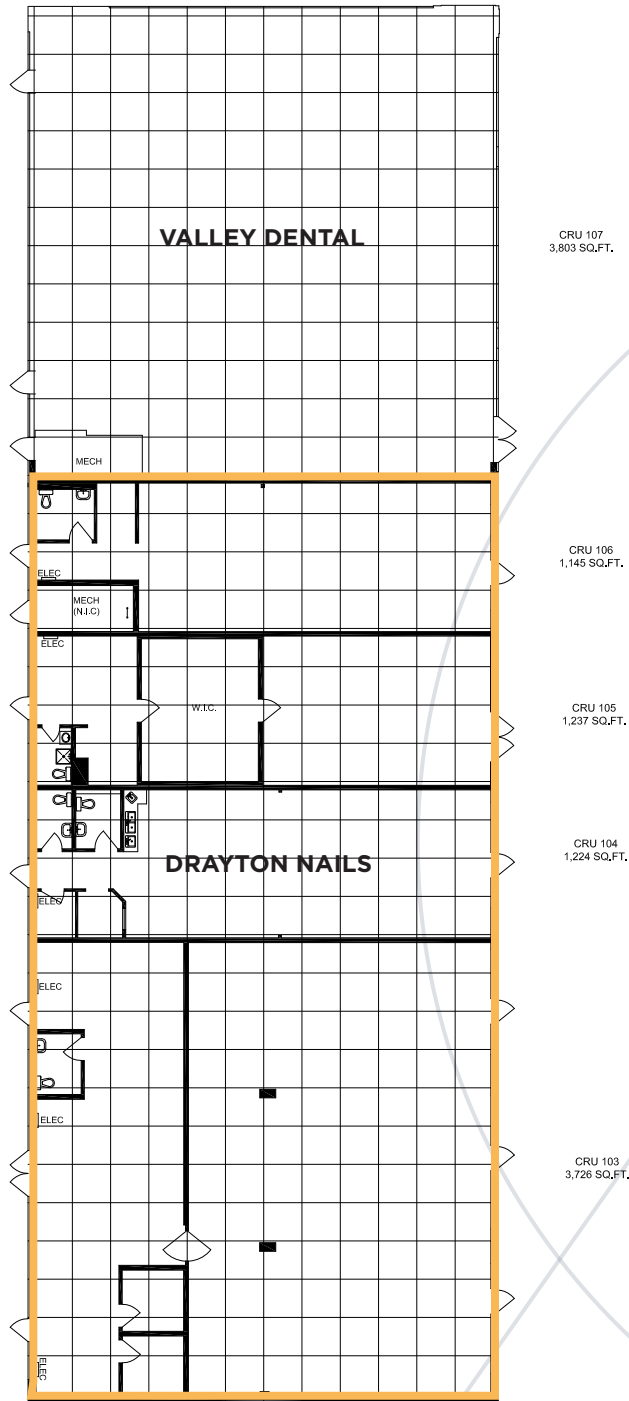 VALLEY DENTAL
CRU 107
3,803 SQ.FT.
MECH
CRU 106
1,145 SQ.FT.
ELEC
MECH
(N.I.C)
ELEC
W.I.C.
CRU 105
1,237 SQ.FT.
CRU 104
1,224 SQ.FT.
DRAYTON NAILS
ELEC
ELEC
ELEC
CRU 103
3,726 SQ.FT.
ELEC